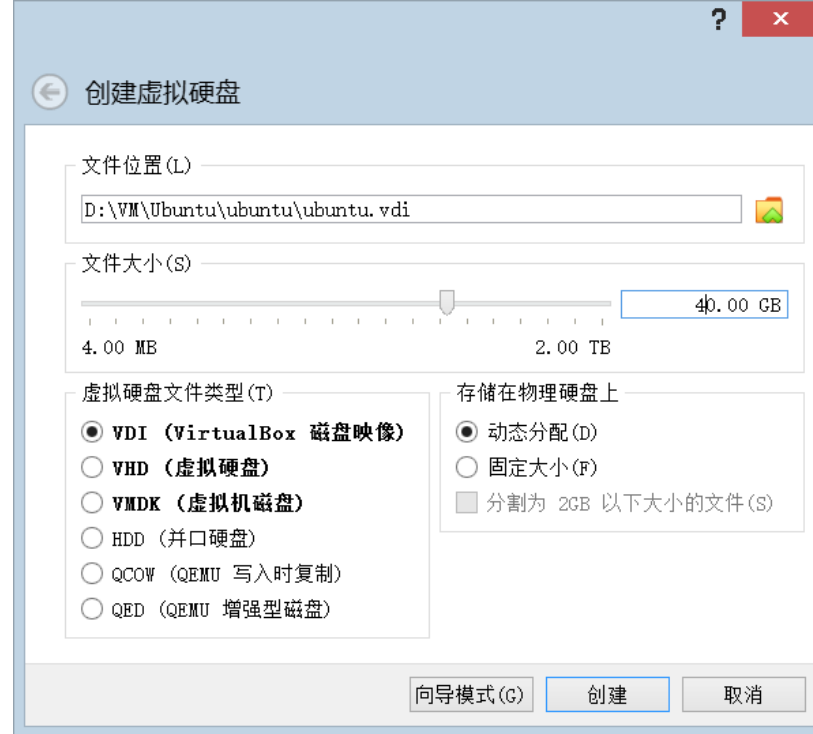 ?
创建虚拟硬盘
文件位置(L)
D:\VM\Ubuntu\ubuntu\ubuntu.vdi
文件大小(S)
40.00 GB
4.00 MB 2.00 TB
虚拟硬盘文件类型(T)
VDI (VirtualBox 磁盘映像)
VHD (虚拟硬盘)
VMDK (虚拟机磁盘)
HDD (并口硬盘)
QCOW (QEMU 写入时复制)
QED (QEMU 增强型磁盘)
存储在物理硬盘上
动态分配(D)
固定大小(F)
分割为 2GB 以下大小的文件(S)
向导模式(G) 创建 取消